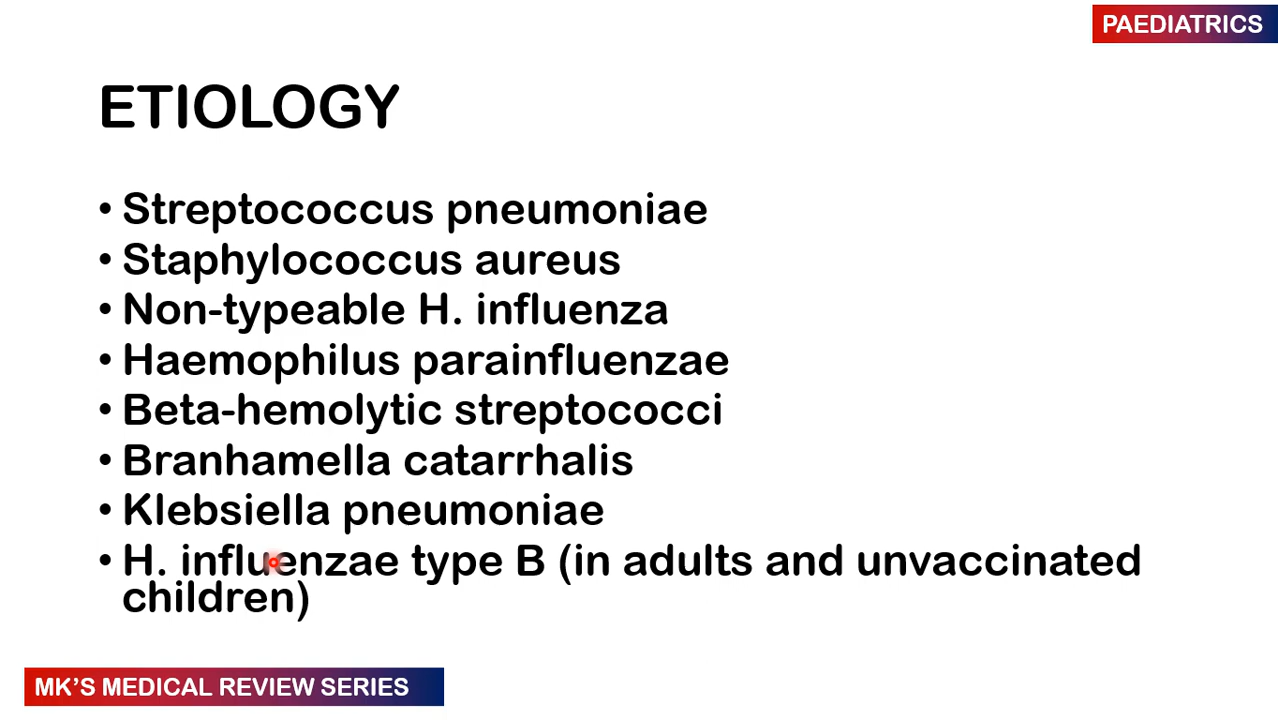 PAEDIATRICS
ETIOLOGY
• Streptococcus pneumoniae
• Staphylococcus aureus
• Non-typeable H. influenza
• Haemophilus parainfluenzae
• Beta-hemolytic streptococci
• Branhamella catarrhalis
• Klebsiella pneumoniae
• H. influenzae type B (in adults and unvaccinated
children)
MK’S MEDICAL REVIEW SERIES